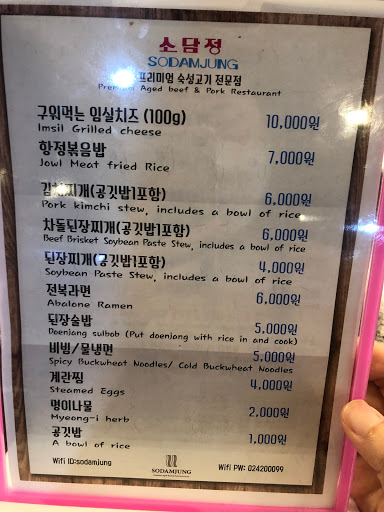 소담정
SODAMJUNG
프리미엄 숙성고기 전문점
Premium Aged beef & Pork Restaurant
구워먹는 임실치즈 (100g) 10,000원
Imsil Grilled cheese
항정볶음밥 7,000원
Jowl Meat fried Rice
김치찌개(공깃밥1포함) 6,000원
Pork kimchi stew, includes a bowl of rice
차돌된장찌개(공깃밥1포함) 6,000원
Beef Brisket Soybean Paste Stew, includes a bowl of rice
된장찌개(공깃밥1포함) 4,000원
Soybean Paste Stew, includes a bowl of rice
전복라면 6,000원
Abalone Ramen
된장술밥 5,000원
Doenjang sulbob (Put doenjang with rice in and cook)
비빔/물냉면 5,000원
Spicy Buckwheat Noodles/ Cold Buckwheat Noodles
계란찜 4,000원
Steamed Eggs
명이나물 2,000원
Myeong-i herb
공깃밥 1,000원
A bowl of rice
Wifi ID:sodamjung
SODAMJUNG
Wifi PW: 024200099